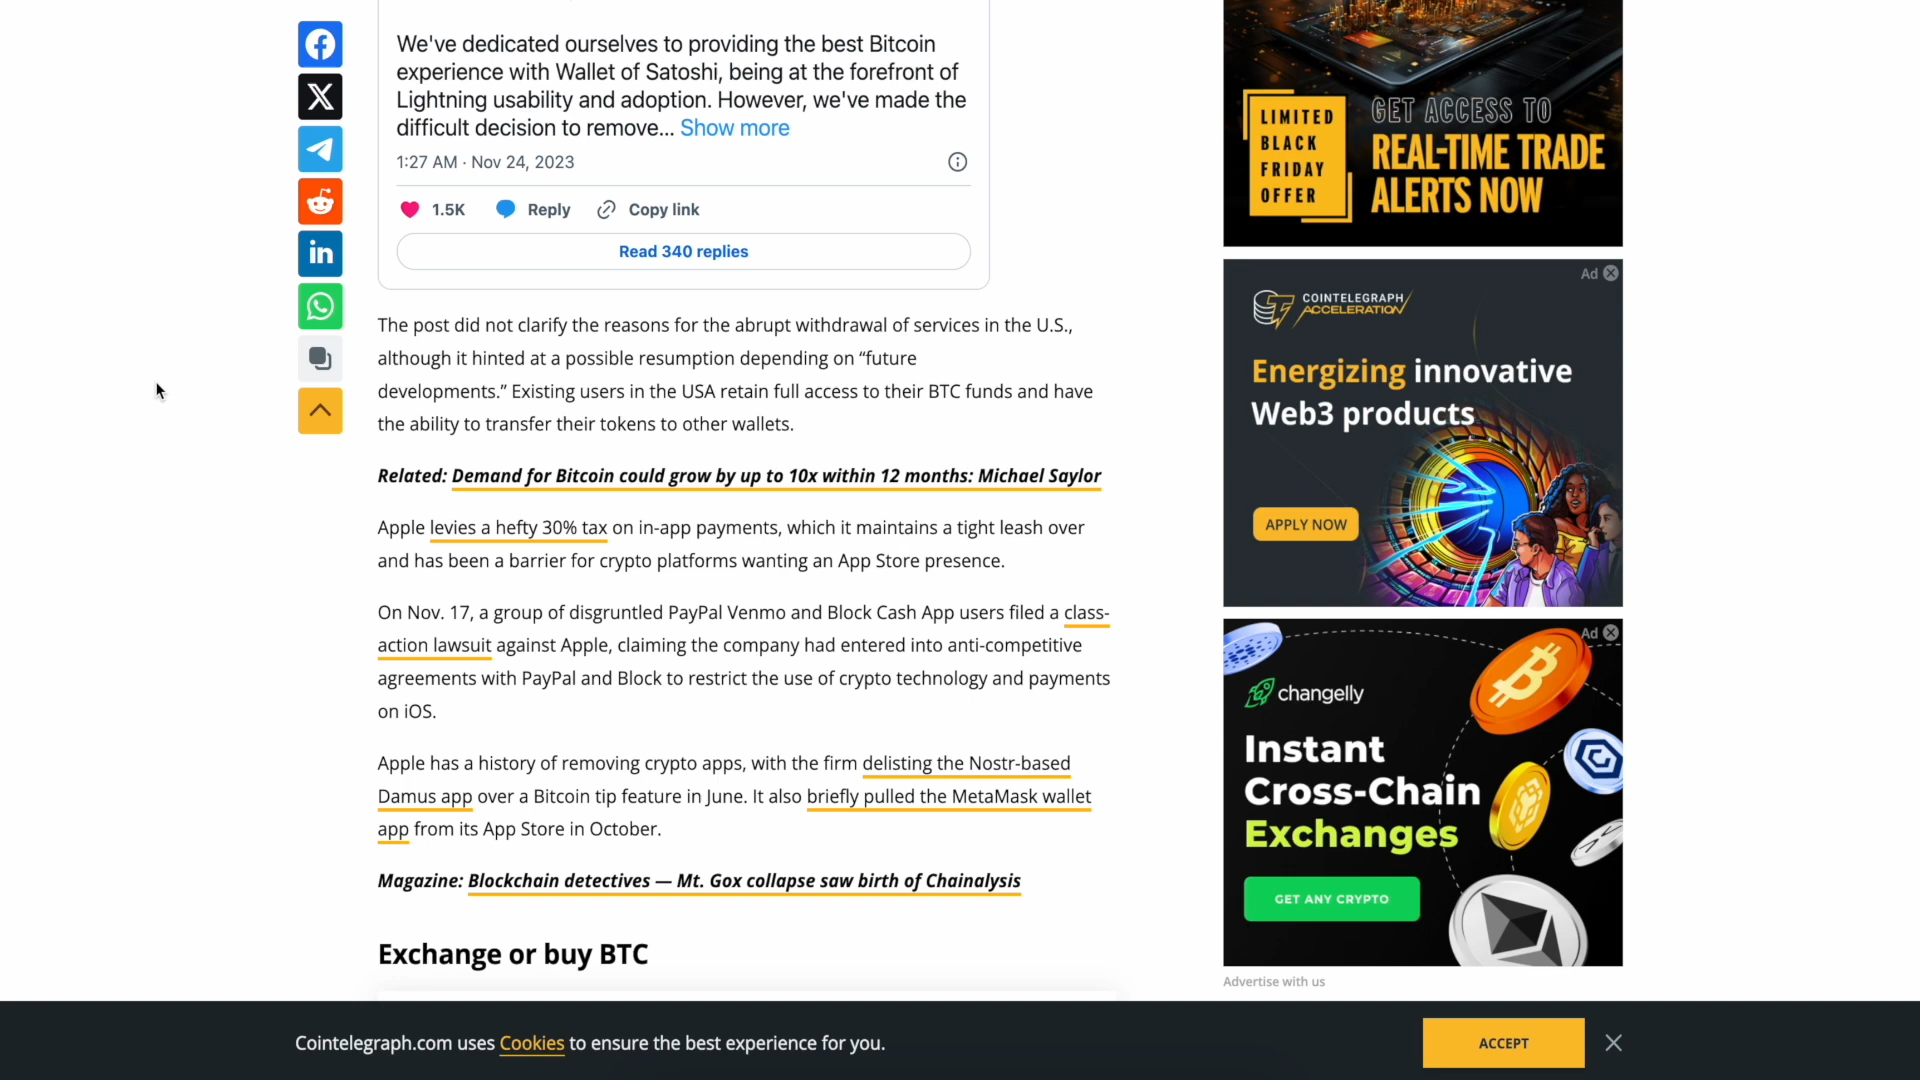 We've dedicated ourselves to providing the best Bitcoin
experience with Wallet of Satoshi, being at the forefront of
Lightning usability and adoption. However, we've made the
difficult decision to remove... Show more
1:27 AM · Nov 24, 2023
1.5K Reply Copy link
Read 340 replies
The post did not clarify the reasons for the abrupt withdrawal of services in the U.S.,
although it hinted at a possible resumption depending on “future
developments.” Existing users in the USA retain full access to their BTC funds and have
the ability to transfer their tokens to other wallets.
Related: Demand for Bitcoin could grow by up to 10x within 12 months: Michael Saylor
Apple levies a hefty 30% tax on in-app payments, which it maintains a tight leash over
and has been a barrier for crypto platforms wanting an App Store presence.
On Nov. 17, a group of disgruntled PayPal Venmo and Block Cash App users filed a class-
action lawsuit against Apple, claiming the company had entered into anti-competitive
agreements with PayPal and Block to restrict the use of crypto technology and payments
on iOS.
Apple has a history of removing crypto apps, with the firm delisting the Nostr-based
Damus app over a Bitcoin tip feature in June. It also briefly pulled the MetaMask wallet
app from its App Store in October.
Magazine: Blockchain detectives — Mt. Gox collapse saw birth of Chainalysis
Exchange or buy BTC
LIMITED
BLACK
FRIDAY
OFFER
GET ACCESS TO
REAL-TIME TRADE
ALERTS NOW
Ad
COINTELEGRAPH
ACCELERATION
Energizing innovative
Web3 products
APPLY NOW
Ad
changelly
Instant
Cross-Chain
Exchanges
GET ANY CRYPTO
Advertise with us
Cointelegraph.com uses Cookies to ensure the best experience for you.
ACCEPT